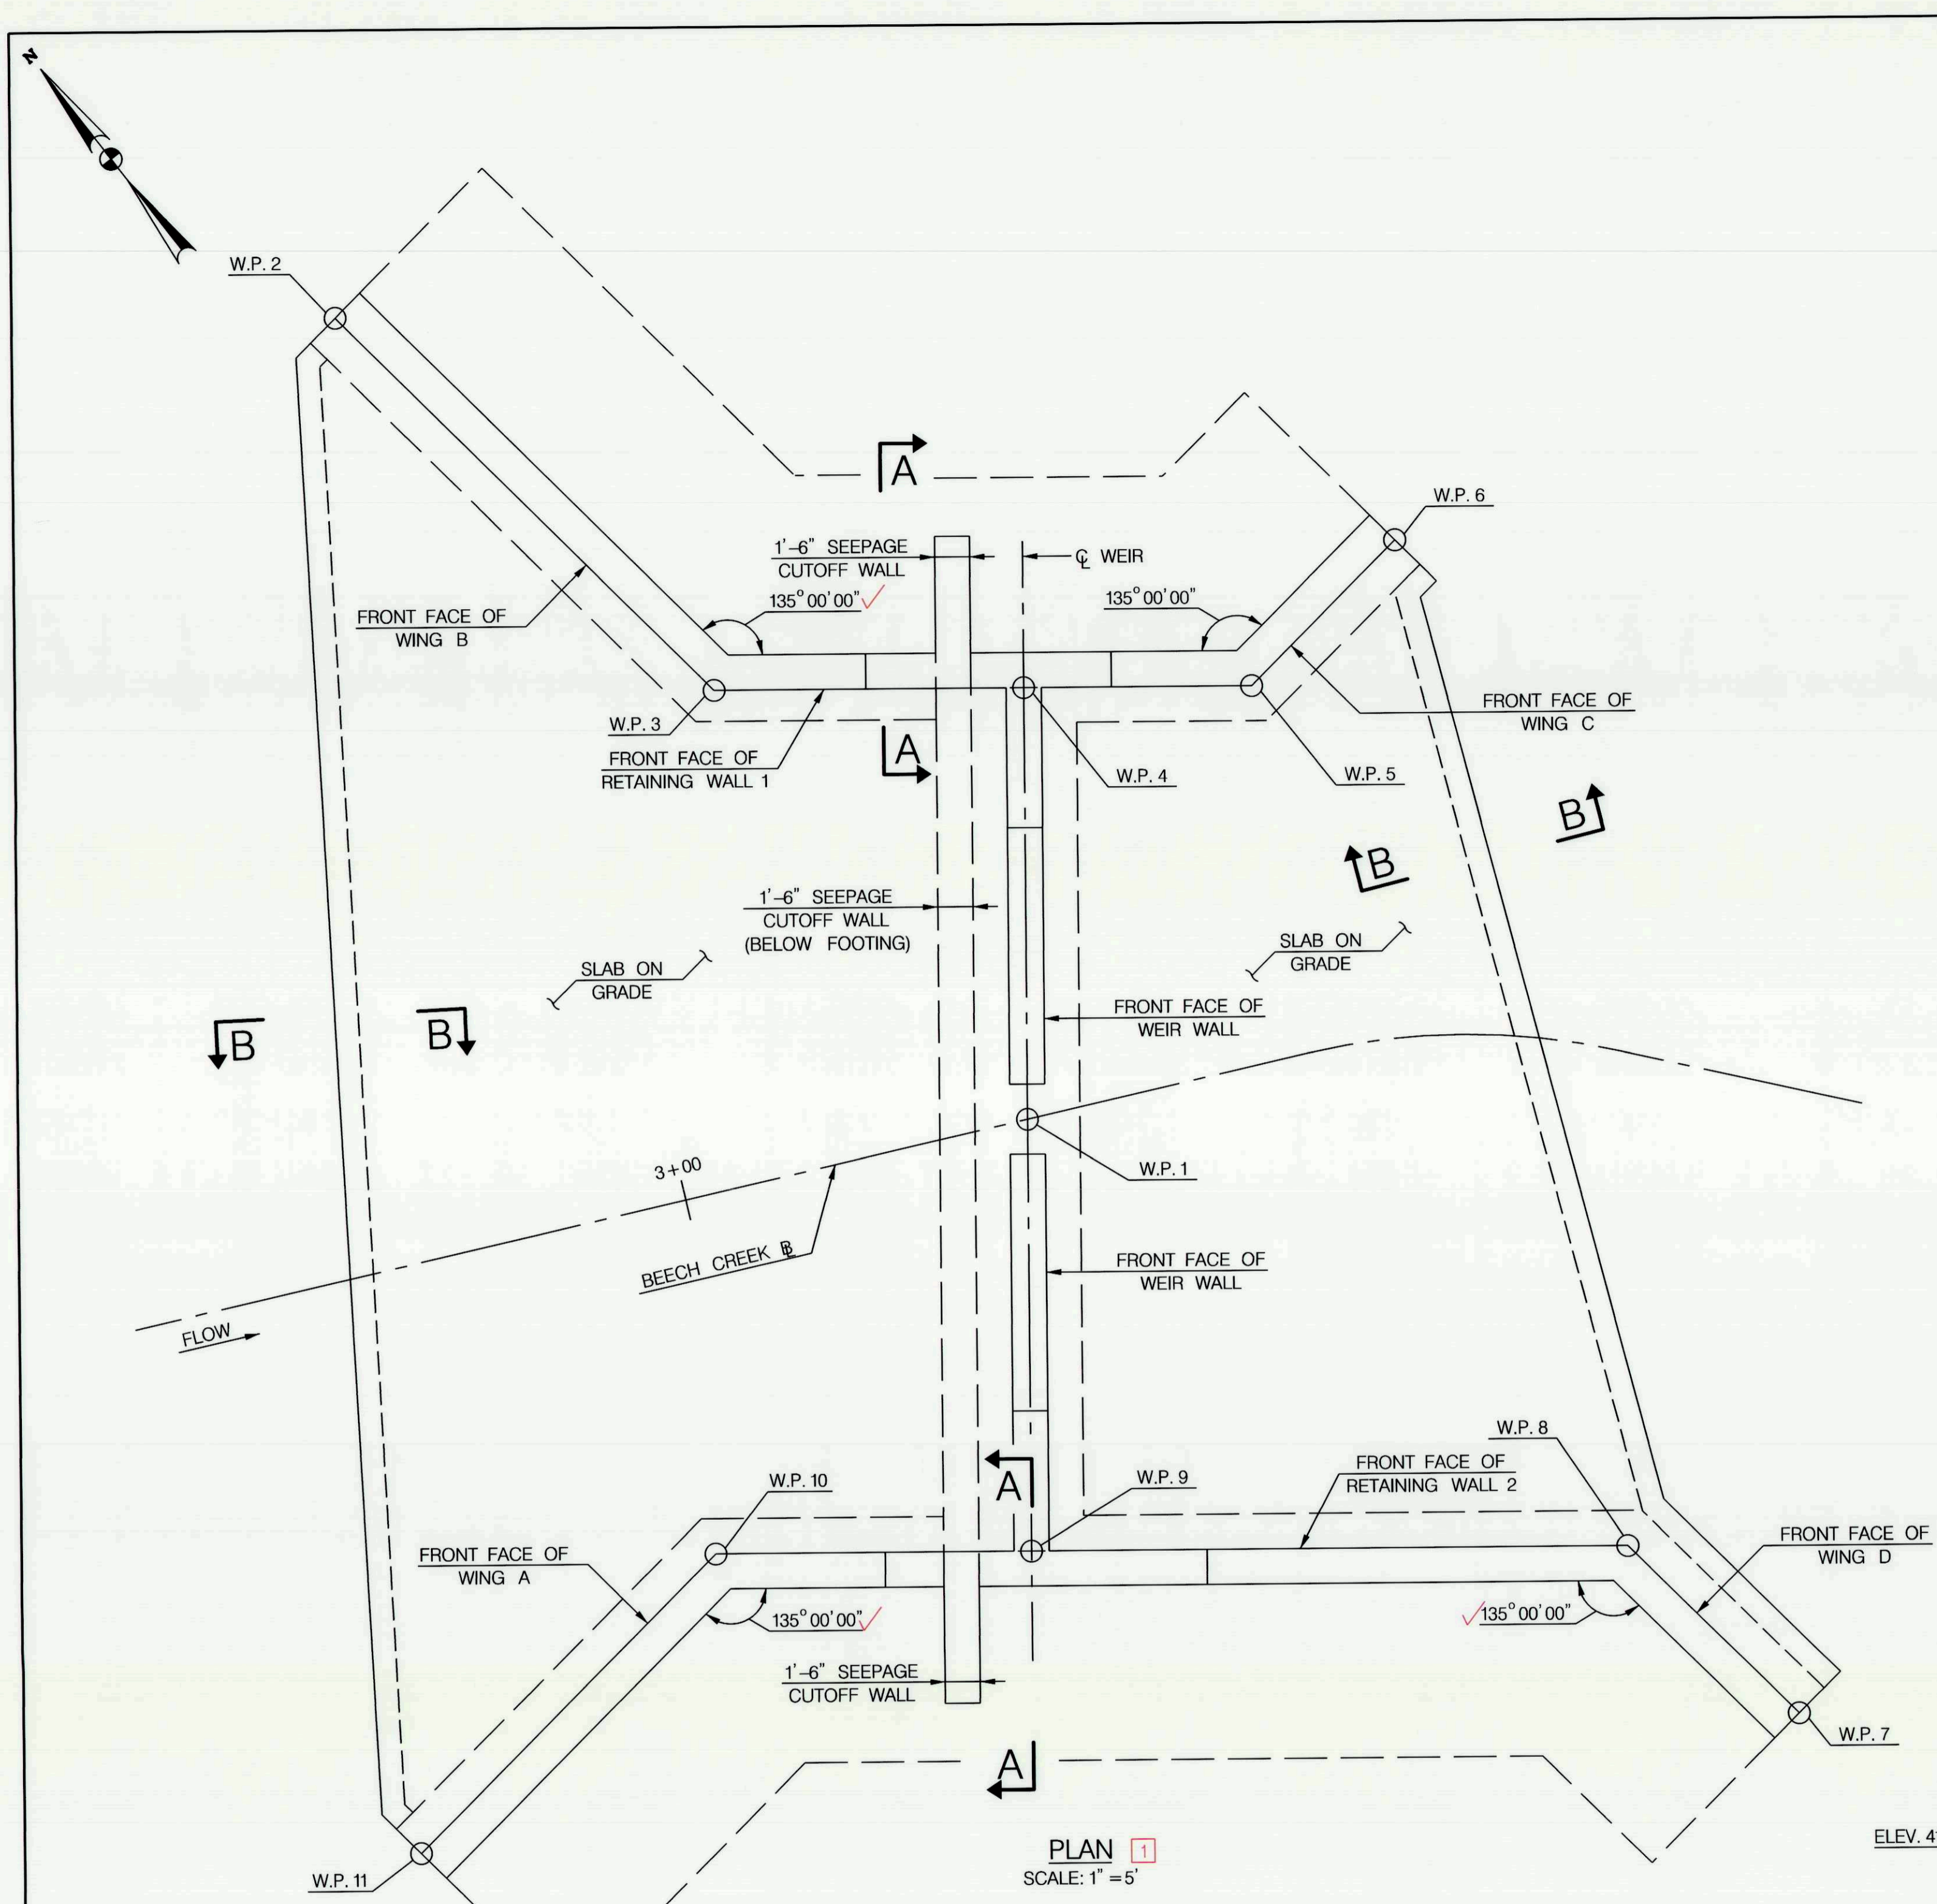 N
W.P. 2
A
W.P. 6
1'-6" SEEPAGE
CUTOFF WALL
℄ WEIR
135°00'00"
135°00'00"
FRONT FACE OF
WING B
W.P. 3
FRONT FACE OF
WING C
FRONT FACE OF
RETAINING WALL 1
A
W.P. 4
W.P. 5
B
B
1'-6" SEEPAGE
CUTOFF WALL
(BELOW FOOTING)
SLAB ON
GRADE
SLAB ON
GRADE
FRONT FACE OF
WEIR WALL
B
B
3+00
W.P. 1
BEECH CREEK BL
FRONT FACE OF
WEIR WALL
FLOW
W.P. 8
W.P. 10
A
W.P. 9
FRONT FACE OF
RETAINING WALL 2
FRONT FACE OF
WING A
FRONT FACE OF
WING D
135°00'00"
135°00'00"
1'-6" SEEPAGE
CUTOFF WALL
W.P. 7
A
PLAN 1
SCALE: 1" = 5'
ELEV.
W.P. 11